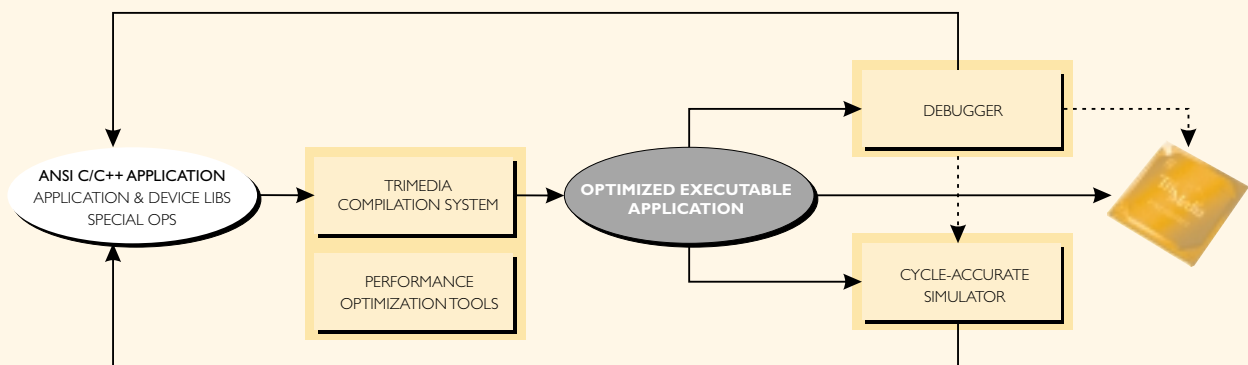 ANSI C/C++ APPLICATION
APPLICATION & DEVICE LIBS
SPECIAL OPS
TRIMEDIA
COMPILATION SYSTEM
PERFORMANCE
OPTIMIZATION TOOLS
OPTIMIZED EXECUTABLE
APPLICATION
DEBUGGER
CYCLE-ACCURATE
SIMULATOR
TriMedia